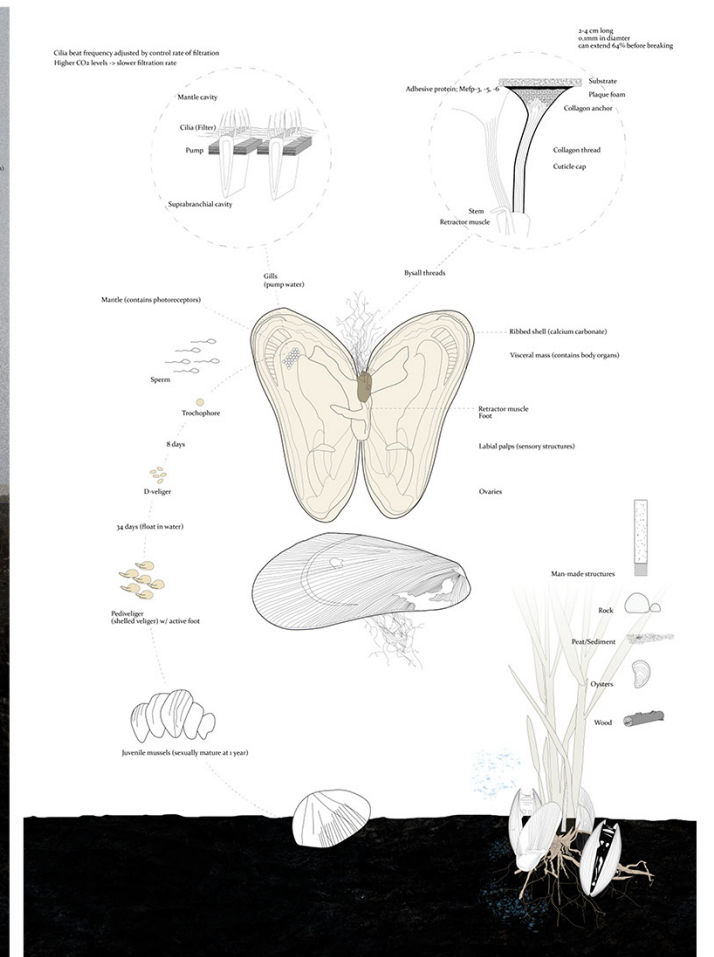 Cilia beat frequency adjusted by control rate of filtration
Higher CO2 levels -> slower filtration rate
2-4 cm long
0.1mm in diamter
can extend 64% before breaking
Mantle cavity
Cilia (Filter)
Pump
Suprabranchial cavity
Adhesive protein; Mefp-3, -5, -6
Substrate
Plaque foam
Collagen anchor
Collagon thread
Cuticle cap
Stem
Retractor muscle
Gills
(pump water)
Bysall threads
Mantle (contains photoreceptors)
Ribbed shell (calcium carbonate)
Visceral mass (contains body organs)
Sperm
Trochophore
Retractor muscle
Foot
8 days
Labial palps (sensory structures)
D-veliger
Ovaries
34 days (float in water)
Pediveliger
(shelled veliger) w/ active foot
Man-made structures
Rock
Peat/Sediment
Oysters
Wood
Juvenile mussels (sexually mature at 1 year)